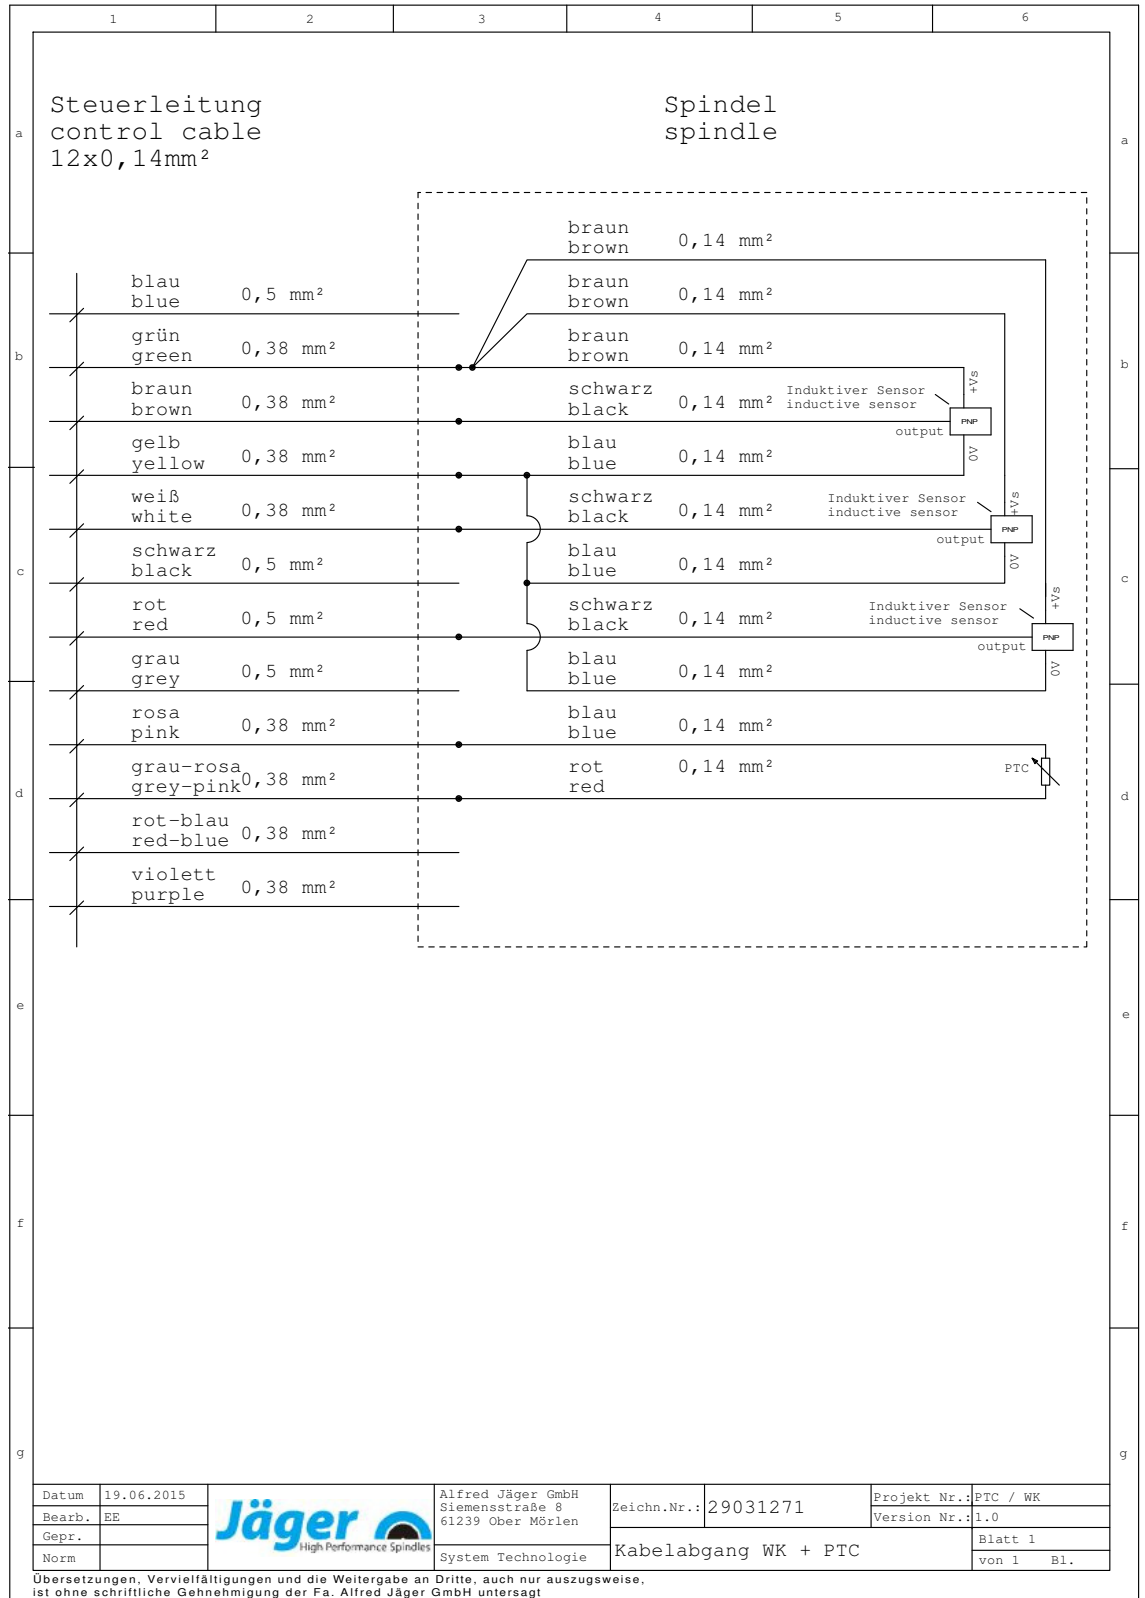 1 2 3 4 5 6
Steuerleitung
control cable
12x0,14mm²
Spindel
spindle
a a
braun
brown 0,14 mm²
blau
blue 0,5 mm²
braun
brown 0,14 mm²
grün
green 0,38 mm²
braun
brown 0,14 mm²
b b
braun
brown 0,38 mm²
schwarz
black 0,14 mm²
Induktiver Sensor
inductive sensor
+Vs
PNP
output
0V
gelb
yellow 0,38 mm²
blau
blue 0,14 mm²
weiß
white 0,38 mm²
schwarz
black 0,14 mm²
Induktiver Sensor
inductive sensor
+Vs
PNP
output
0V
schwarz
black 0,5 mm²
blau
blue 0,14 mm²
c c
rot
red 0,5 mm²
schwarz
black 0,14 mm²
Induktiver Sensor
inductive sensor
+Vs
PNP
output
0V
grau
grey 0,5 mm²
blau
blue 0,14 mm²
rosa
pink 0,38 mm²
blau
blue 0,14 mm²
grau-rosa
grey-pink 0,38 mm²
rot
red 0,14 mm²
PTC
d d
rot-blau
red-blue 0,38 mm²
violett
purple 0,38 mm²
e e
f f
g g
Datum 19.06.2015
Bearb. EE
Gepr.
Norm
Jäger
High Performance Spindles
Alfred Jäger GmbH
Siemensstraße 8
61239 Ober Mörlen
System Technologie
Zeichn.Nr.: 29031271
Kabelabgang WK + PTC
Projekt Nr.: PTC / WK
Version Nr.: 1.0
Blatt 1
von 1 Bl.
Übersetzungen, Vervielfältigungen und die Weitergabe an Dritte, auch nur auszugsweise,
ist ohne schriftliche Gehnehmigung der Fa. Alfred Jäger GmbH untersagt